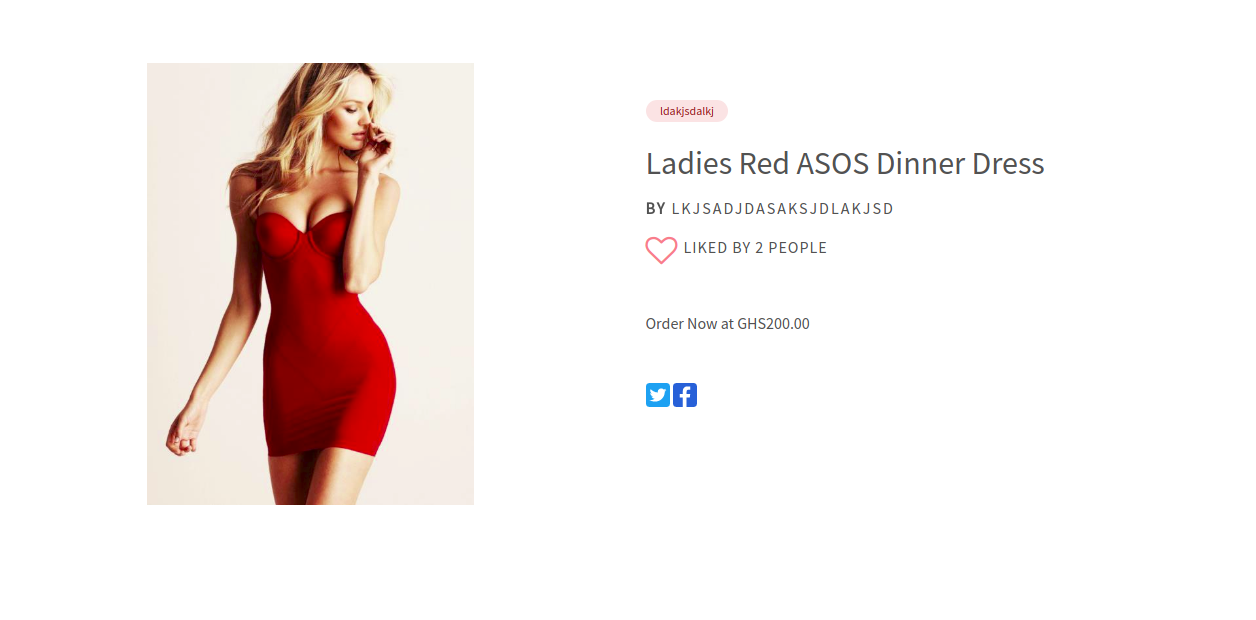 ldakjsdalkj
Ladies Red ASOS Dinner Dress
BY LKJSADJDASAKSJDLAKJSD
LIKED BY 2 PEOPLE
Order Now at GHS200.00